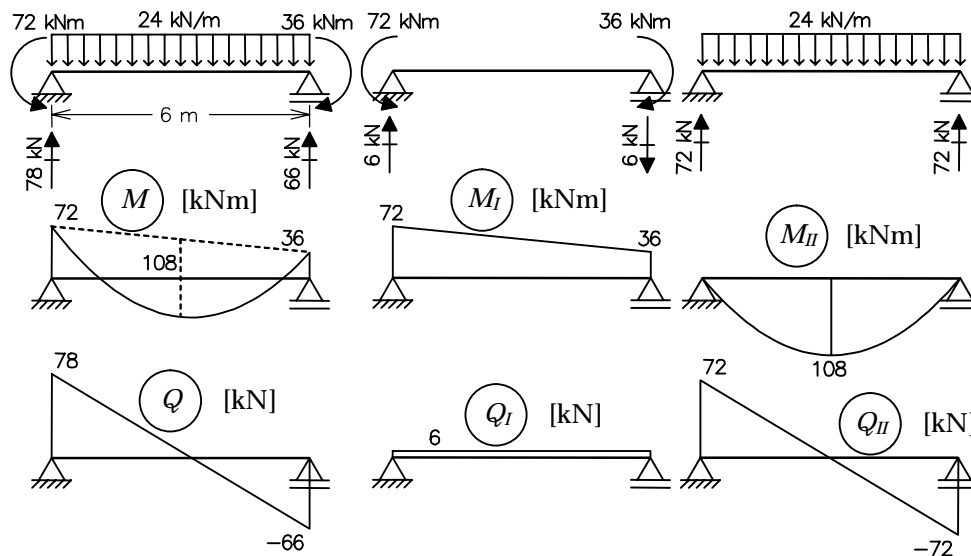 72 kNm 24 kN/m 36 kNm
72 kNm 36 kNm
24 kN/m
6 m
78 kN
66 kN
6 kN
6 kN
72 kN
72 kN
M [kNm]
72
108
36
M_I [kNm]
72
36
M_II [kNm]
108
78
Q [kN]
-66
Q_I [kN]
6
72
Q_II [kN]
-72